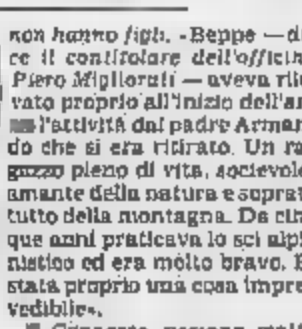 non hanno figli. «Beppe — di
ce il contitolare dell'officin
Piero Migliorati — aveva rile
vato proprio all'inizio dell'an
l'attività dal padre Arman
do che si era ritirato. Un ra
gazzo pieno di vita, socievole
amante della natura e soprat
tutto della montagna. Da cin
que anni praticava lo sci alpi
nistico ed era molto bravo. È
stata proprio una cosa impre
vedibile».